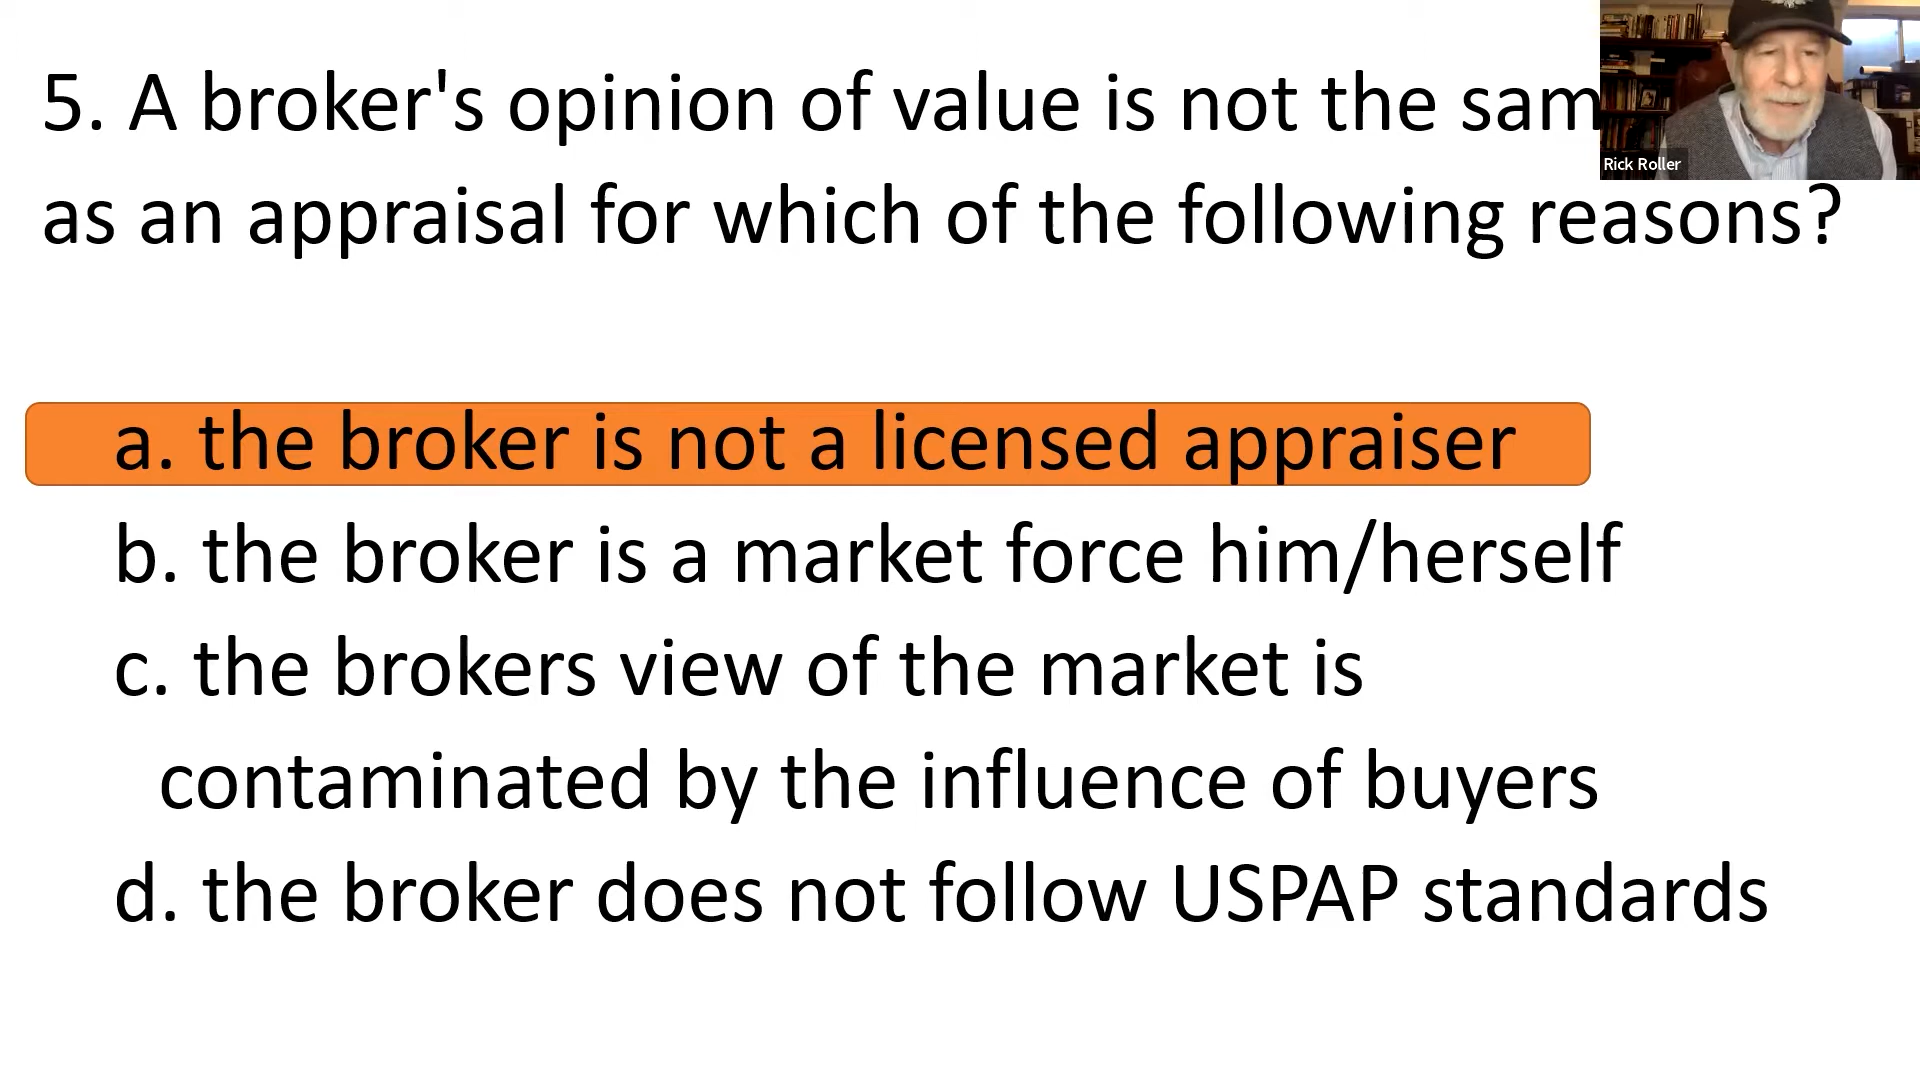 5. A broker's opinion of value is not the sam
as an appraisal for which of the following reasons?
a. the broker is not a licensed appraiser
b. the broker is a market force him/herself
c. the brokers view of the market is
contaminated by the influence of buyers
d. the broker does not follow USPAP standards
Rick Roller